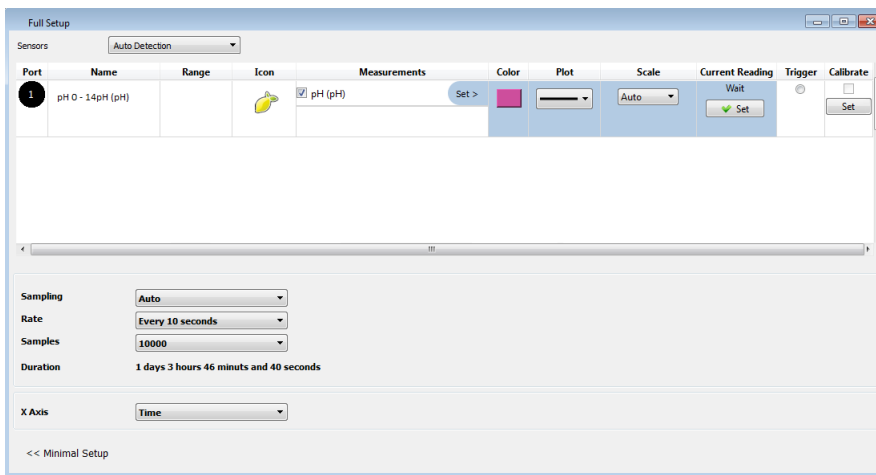 Full Setup
Sensors Auto Detection
Port Name Range Icon Measurements Color Plot Scale Current Reading Trigger Calibrate
1 pH 0 - 14pH (pH) pH (pH) Set > Auto Wait
Set Set
Sampling Auto
Rate Every 10 seconds
Samples 10000
Duration 1 days 3 hours 46 minuts and 40 seconds
X Axis Time
<< Minimal Setup